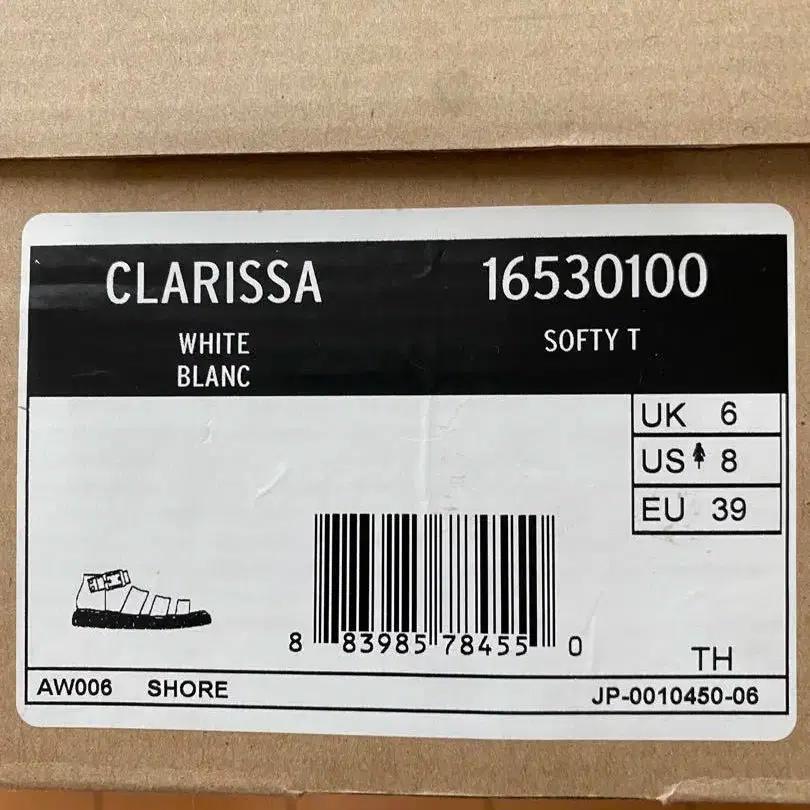 CLARISSA 16530100
WHITE SOFTY T
BLANC
UK 6
US 8
EU 39
8 83985 78455 0
TH
AW006 SHORE JP-0010450-06